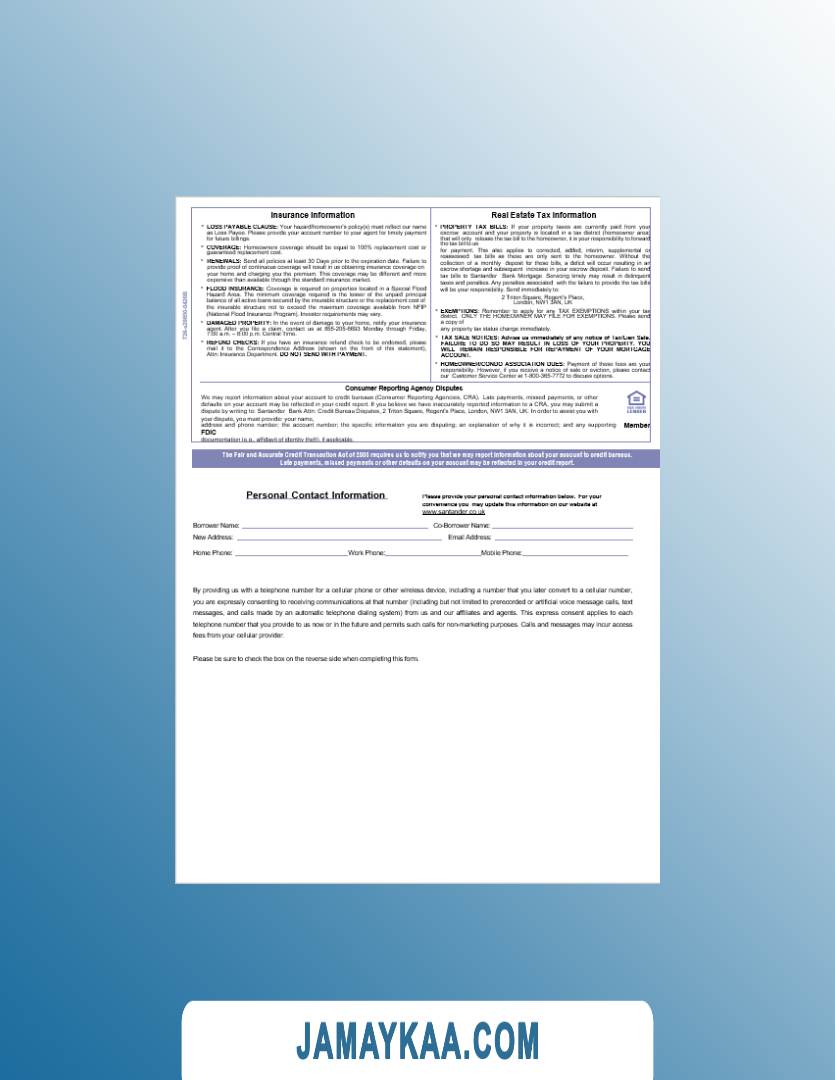 Insurance Information
* LOSS PAYABLE CLAUSE: Your hazard/homeowner's policy(s) must reflect our name
as Loss Payee. Please provide your account number to your agent for timely payment
for future billings.
* COVERAGE: Homeowners coverage should be equal to 100% replacement cost or
guaranteed replacement cost.
* RENEWALS: Send all policies at least 30 Days prior to the expiration date. Failure to
provide proof of continuous coverage will result in us obtaining insurance coverage on
your home and charging you the premium. This coverage may be different and more
expensive than available through the standard insurance market.
* FLOOD INSURANCE: Coverage is required on properties located in a Special Flood
Hazard Area. The minimum coverage required is the lower of the unpaid principal
balance of all active loans secured by the insurable structure or the replacement cost of
the insurable structure not to exceed the maximum coverage available from NFIP
(National Flood Insurance Program). Investor requirements may vary.
* DAMAGED PROPERTY: In the event of damage to your home, notify your insurance
agent. After you file a claim, contact us at Monday through Friday,
7:00 a.m. – 8:00 p.m. Central Time.
* REFUND CHECKS: If you have an insurance refund check to be endorsed, please
mail it to the Correspondence Address (shown on the front of this statement),
Attn: Insurance Department. DO NOT SEND WITH PAYMENT.
Real Estate Tax Information
* PROPERTY TAX BILLS: If your property taxes are currently paid from your
escrow account and your property is located in a tax district (homeowner area)
that will only release the tax bill to the homeowner, it is your responsibility to forward
the tax bill to us
for payment. This also applies to corrected, added, interim, supplemental or
reassessed tax bills as those are only sent to the homeowner. Without the
collection of a monthly deposit for those bills, a deficit will occur resulting in an
escrow shortage and subsequent increase in your escrow deposit. Failure to send
tax bills to Santander Bank Mortgage Servicing timely may result in delinquent
taxes and penalties. Any penalties associated with the failure to provide the tax bills
will be your responsibility. Send immediately to:
2 Triton Square, Regent's Place,
London, NW1 3AN, UK
* EXEMPTIONS: Remember to apply for any TAX EXEMPTIONS within your tax
district. ONLY THE HOMEOWNER MAY FILE FOR EXEMPTIONS. Please send
a copy of
any property tax status change immediately.
* TAX SALE NOTICES: Advise us immediately of any notice of Tax/Lien Sale.
FAILURE TO DO SO MAY RESULT IN LOSS OF YOUR PROPERTY. YOU
WILL REMAIN RESPONSIBLE FOR REPAYMENT OF YOUR MORTGAGE
ACCOUNT.
* HOMEOWNER/CONDO ASSOCIATION DUES: Payment of these fees are your
responsibility. However, if you receive a notice of sale or eviction, please contact
our Customer Service Center at 1-800-365-7772 to discuss options.
Consumer Reporting Agency Disputes
We may report information about your account to credit bureaus (Consumer Reporting Agencies, CRA). Late payments, missed payments, or other
defaults on your account may be reflected in your credit report. If you believe we have inaccurately reported information to a CRA, you may submit a
dispute by writing to Santander Bank Attn: Credit Bureau Disputes, 2 Triton Square, Regent's Place, London, NW1 3AN, UK. In order to assist you with
your dispute, you must provide: your name,
address and phone number; the account number; the specific information you are disputing; an explanation of why it is incorrect; and any supporting Member
FDIC
documentation (e.g., affidavit of identity theft), if applicable.
LENDER
The Fair and Accurate Credit Transaction Act of requires us to notify you that we may report information about your account to credit bureaus.
Late payments, missed payments or other defaults on your account may be reflected in your credit report.
Personal Contact Information
Please provide your personal contact information below. For your
convenience you may update this information on our website at
www.santander.co.uk
Borrower Name: Co-Borrower Name:
New Address: Email Address:
Home Phone: Work Phone: Mobile Phone:
By providing us with a telephone number for a cellular phone or other wireless device, including a number that you later convert to a cellular number,
you are expressly consenting to receiving communications at that number (including but not limited to prerecorded or artificial voice message calls, text
messages, and calls made by an automatic telephone dialing system) from us and our affiliates and agents. This express consent applies to each
telephone number that you provide to us now or in the future and permits such calls for non-marketing purposes. Calls and messages may incur access
fees from your cellular provider.
Please be sure to check the box on the reverse side when completing this form.
JAMAYKAA.COM